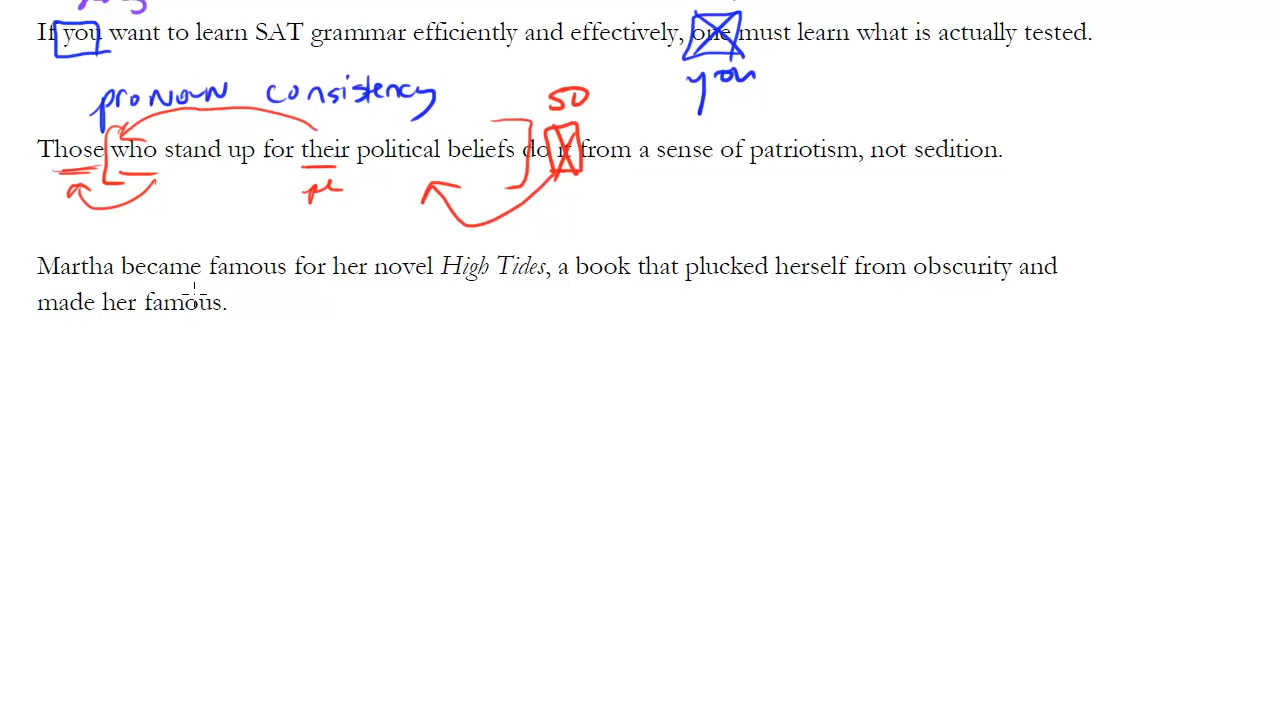 If you want to learn SAT grammar efficiently and effectively, one must learn what is actually tested.
you
pronoun consistency
so
Those who stand up for their political beliefs do it from a sense of patriotism, not sedition.
pl
Martha became famous for her novel High Tides, a book that plucked herself from obscurity and
made her famous.